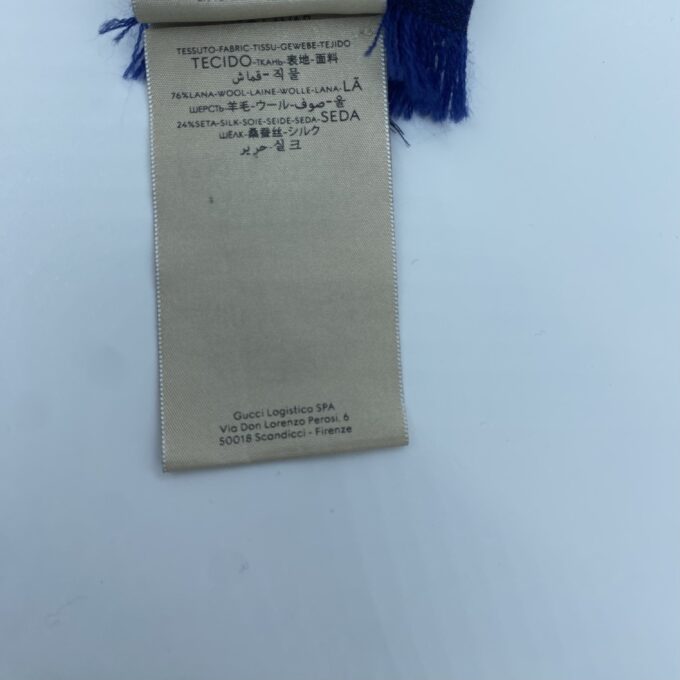 TESSUTO-FABRIC-TISSU-GEWEBE-TEJIDO
TECIDO-ТКАНЬ-表地-面料
قماش-직물
76%LANA-WOOL-LAINE-WOLLE-LANA-LÃ
ШЕРСТЬ-羊毛-ウール-صوف-울
24%SETA-SILK-SOIE-SEIDE-SEDA-SEDA
ШЁЛК-桑蚕丝-シルク
حرير-실크
Gucci Logistica SPA
Via Don Lorenzo Perosi, 6
50018 Scandicci - Firenze